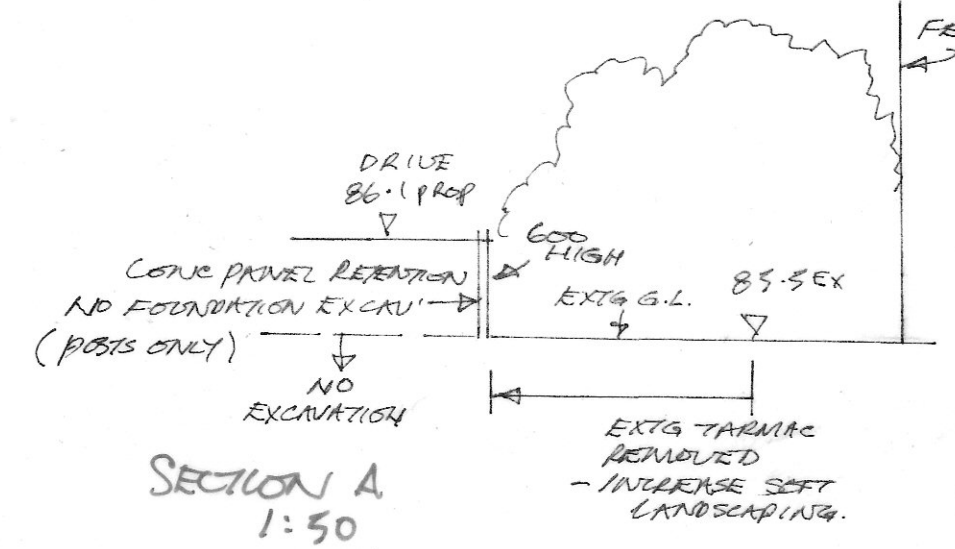 FE
DRIVE
86.1 PROP
600
HIGH
CONC PANEL RETENTION
NO FOUNDATION EXCAV'
(POSTS ONLY)
EXTG G.L.
85.5 EX
NO
EXCAVATION
EXTG TARMAC
REMOVED
- INCREASE SOFT
LANDSCAPING.
SECTION A
1:50